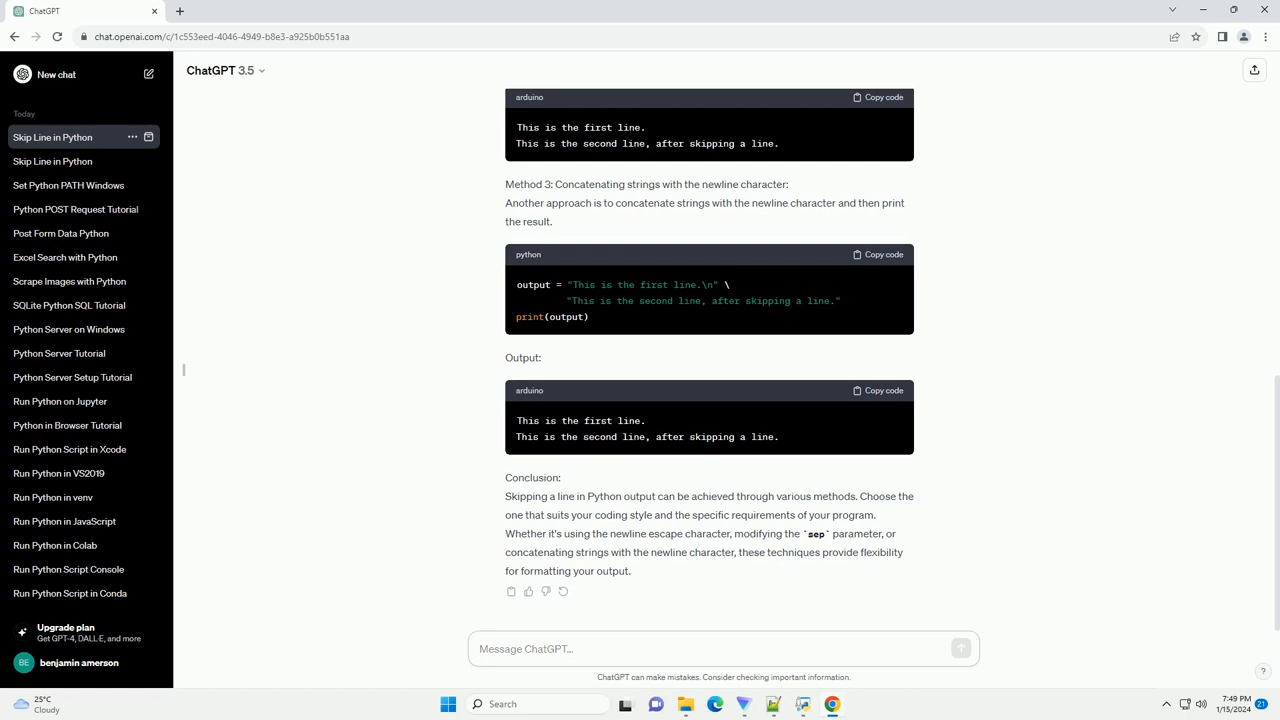 ChatGPT
chat.openai.com/c/1c553eed-4046-4949-b8e3-a925b0b551aa
New chat
Today
Skip Line in Python
Skip Line in Python
Set Python PATH Windows
Python POST Request Tutorial
Post Form Data Python
Excel Search with Python
Scrape Images with Python
SQLite Python SQL Tutorial
Python Server on Windows
Python Server Tutorial
Python Server Setup Tutorial
Run Python on Jupyter
Python in Browser Tutorial
Run Python Script in Xcode
Run Python in VS2019
Run Python in venv
Run Python in JavaScript
Run Python in Colab
Run Python Script Console
Run Python Script in Conda
Upgrade plan
Get GPT-4, DALL·E, and more
BE benjamin amerson
ChatGPT 3.5
arduino Copy code
This is the first line.
This is the second line, after skipping a line.
Method 3: Concatenating strings with the newline character:
Another approach is to concatenate strings with the newline character and then print
the result.
python Copy code
output = "This is the first line.\n" \
"This is the second line, after skipping a line."
print(output)
Output:
arduino Copy code
This is the first line.
This is the second line, after skipping a line.
Conclusion:
Skipping a line in Python output can be achieved through various methods. Choose the
one that suits your coding style and the specific requirements of your program.
Whether it's using the newline escape character, modifying the `sep` parameter, or
concatenating strings with the newline character, these techniques provide flexibility
for formatting your output.
Message ChatGPT...
ChatGPT can make mistakes. Consider checking important information.
?
25°C
Cloudy
Search
7:49 PM
1/15/2024
21